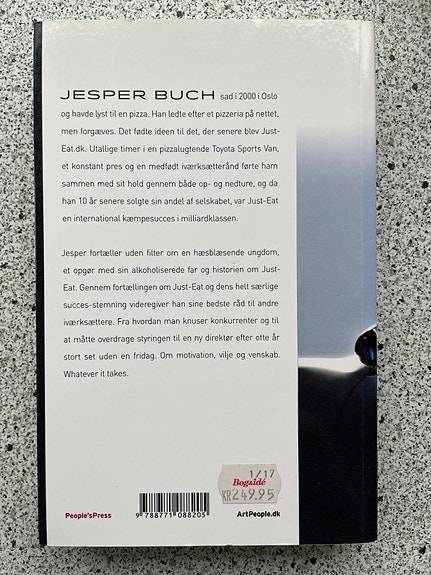 JESPER BUCH sad i 2000 i Oslo
og havde lyst til en pizza. Han ledte efter et pizzeria på nettet,
men forgæves. Det fødte ideen til det, der senere blev Just-
Eat.dk. Utallige timer i en pizzalugtende Toyota Sports Van,
et konstant pres og en medfødt iværksætterånd førte ham
sammen med sit hold gennem både op- og nedture, og da
han 10 år senere solgte sin andel af selskabet, var Just-Eat
en international kæmpesucces i milliardklassen.
Jesper fortæller uden filter om en hæsblæsende ungdom,
et opgør med sin alkoholiserede far og historien om Just-
Eat. Gennem fortællingen om Just-Eat og dens helt særlige
succes-stemning videregiver han sine bedste råd til andre
iværksættere. Fra hvordan man knuser konkurrenter og til
at måtte overdrage styringen til en ny direktør efter otte år
stort set uden en fridag. Om motivation, vilje og venskab.
Whatever it takes.
1/17
Bog&idé
KR249.95
People'sPress
9 788771 088205
ArtPeople.dk